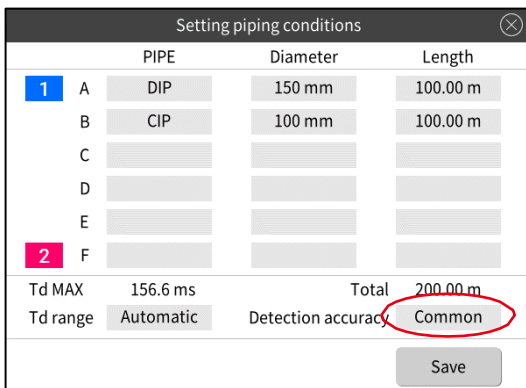 Setting piping conditions
PIPE Diameter Length
1 A DIP 150 mm 100.00 m
B CIP 100 mm 100.00 m
C
D
E
2 F
Td MAX 156.6 ms Total 200.00 m
Td range Automatic Detection accuracy Common
Save